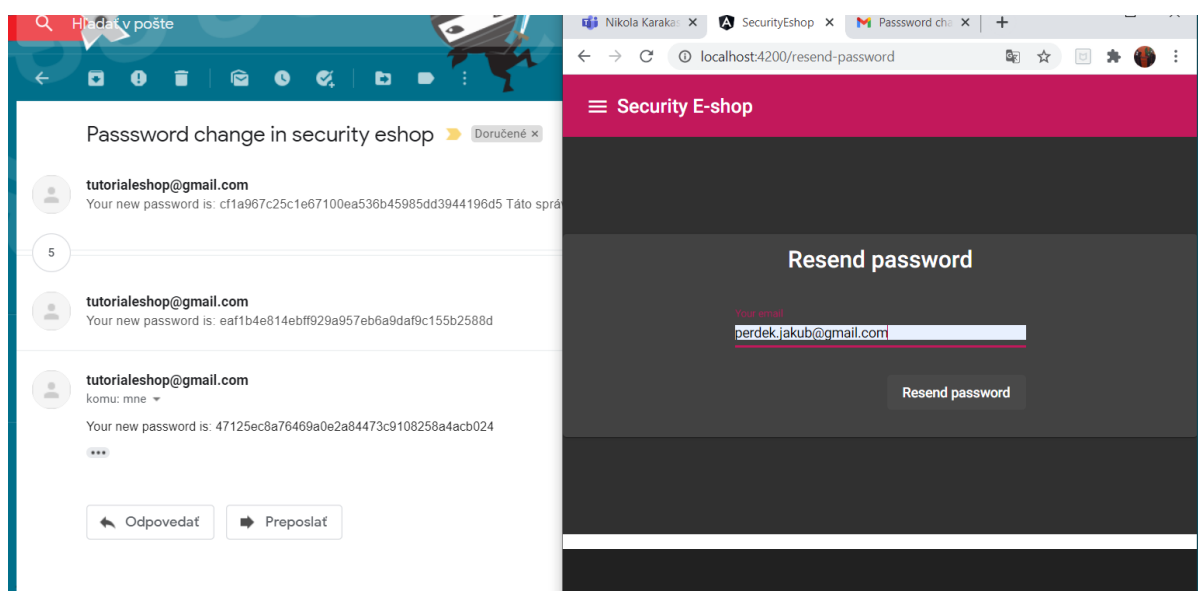 Hľadať v pošte
Passsword change in security eshop
Doručené ×
tutorialeshop@gmail.com
Your new password is: cf1a967c25c1e67100ea536b45985dd3944196d5 Táto sprá
5
tutorialeshop@gmail.com
Your new password is: eaf1b4e814ebff929a957eb6a9daf9c155b2588d
tutorialeshop@gmail.com
komu: mne
Your new password is: 47125ec8a76469a0e2a84473c9108258a4acb024
Odpovedať
Preposlať
Nikola Karakas
SecurityEshop
Passsword cha
localhost:4200/resend-password
Security E-shop
Resend password
Your email
perdek.jakub@gmail.com
Resend password